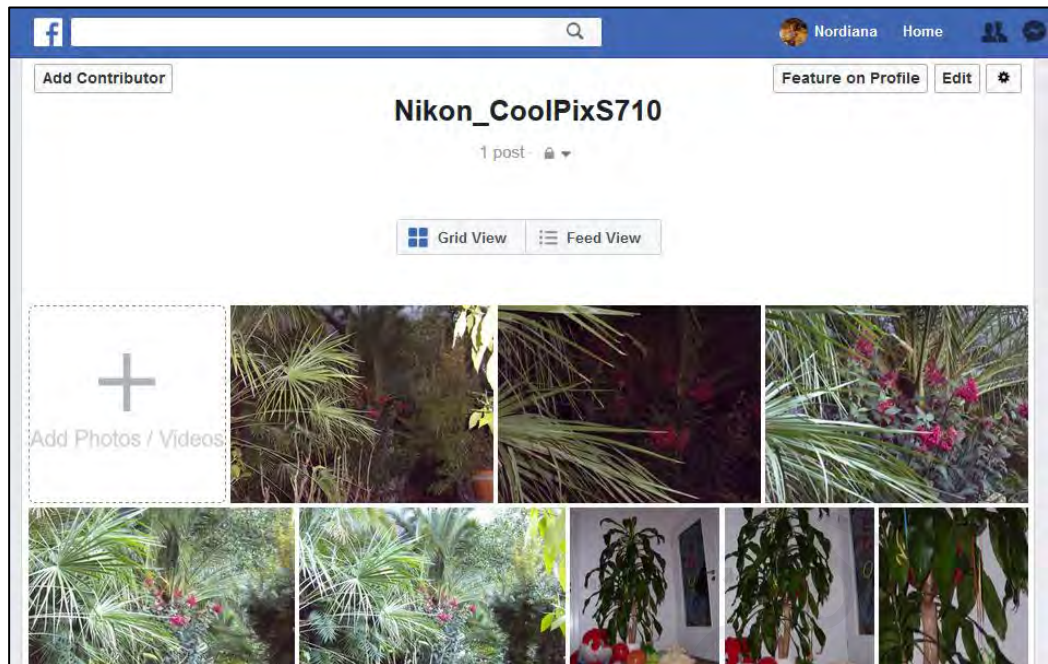 f
Nordiana Home
Add Contributor
Feature on Profile Edit
Nikon_CoolPixS710
1 post ·
Grid View Feed View
Add Photos / Videos